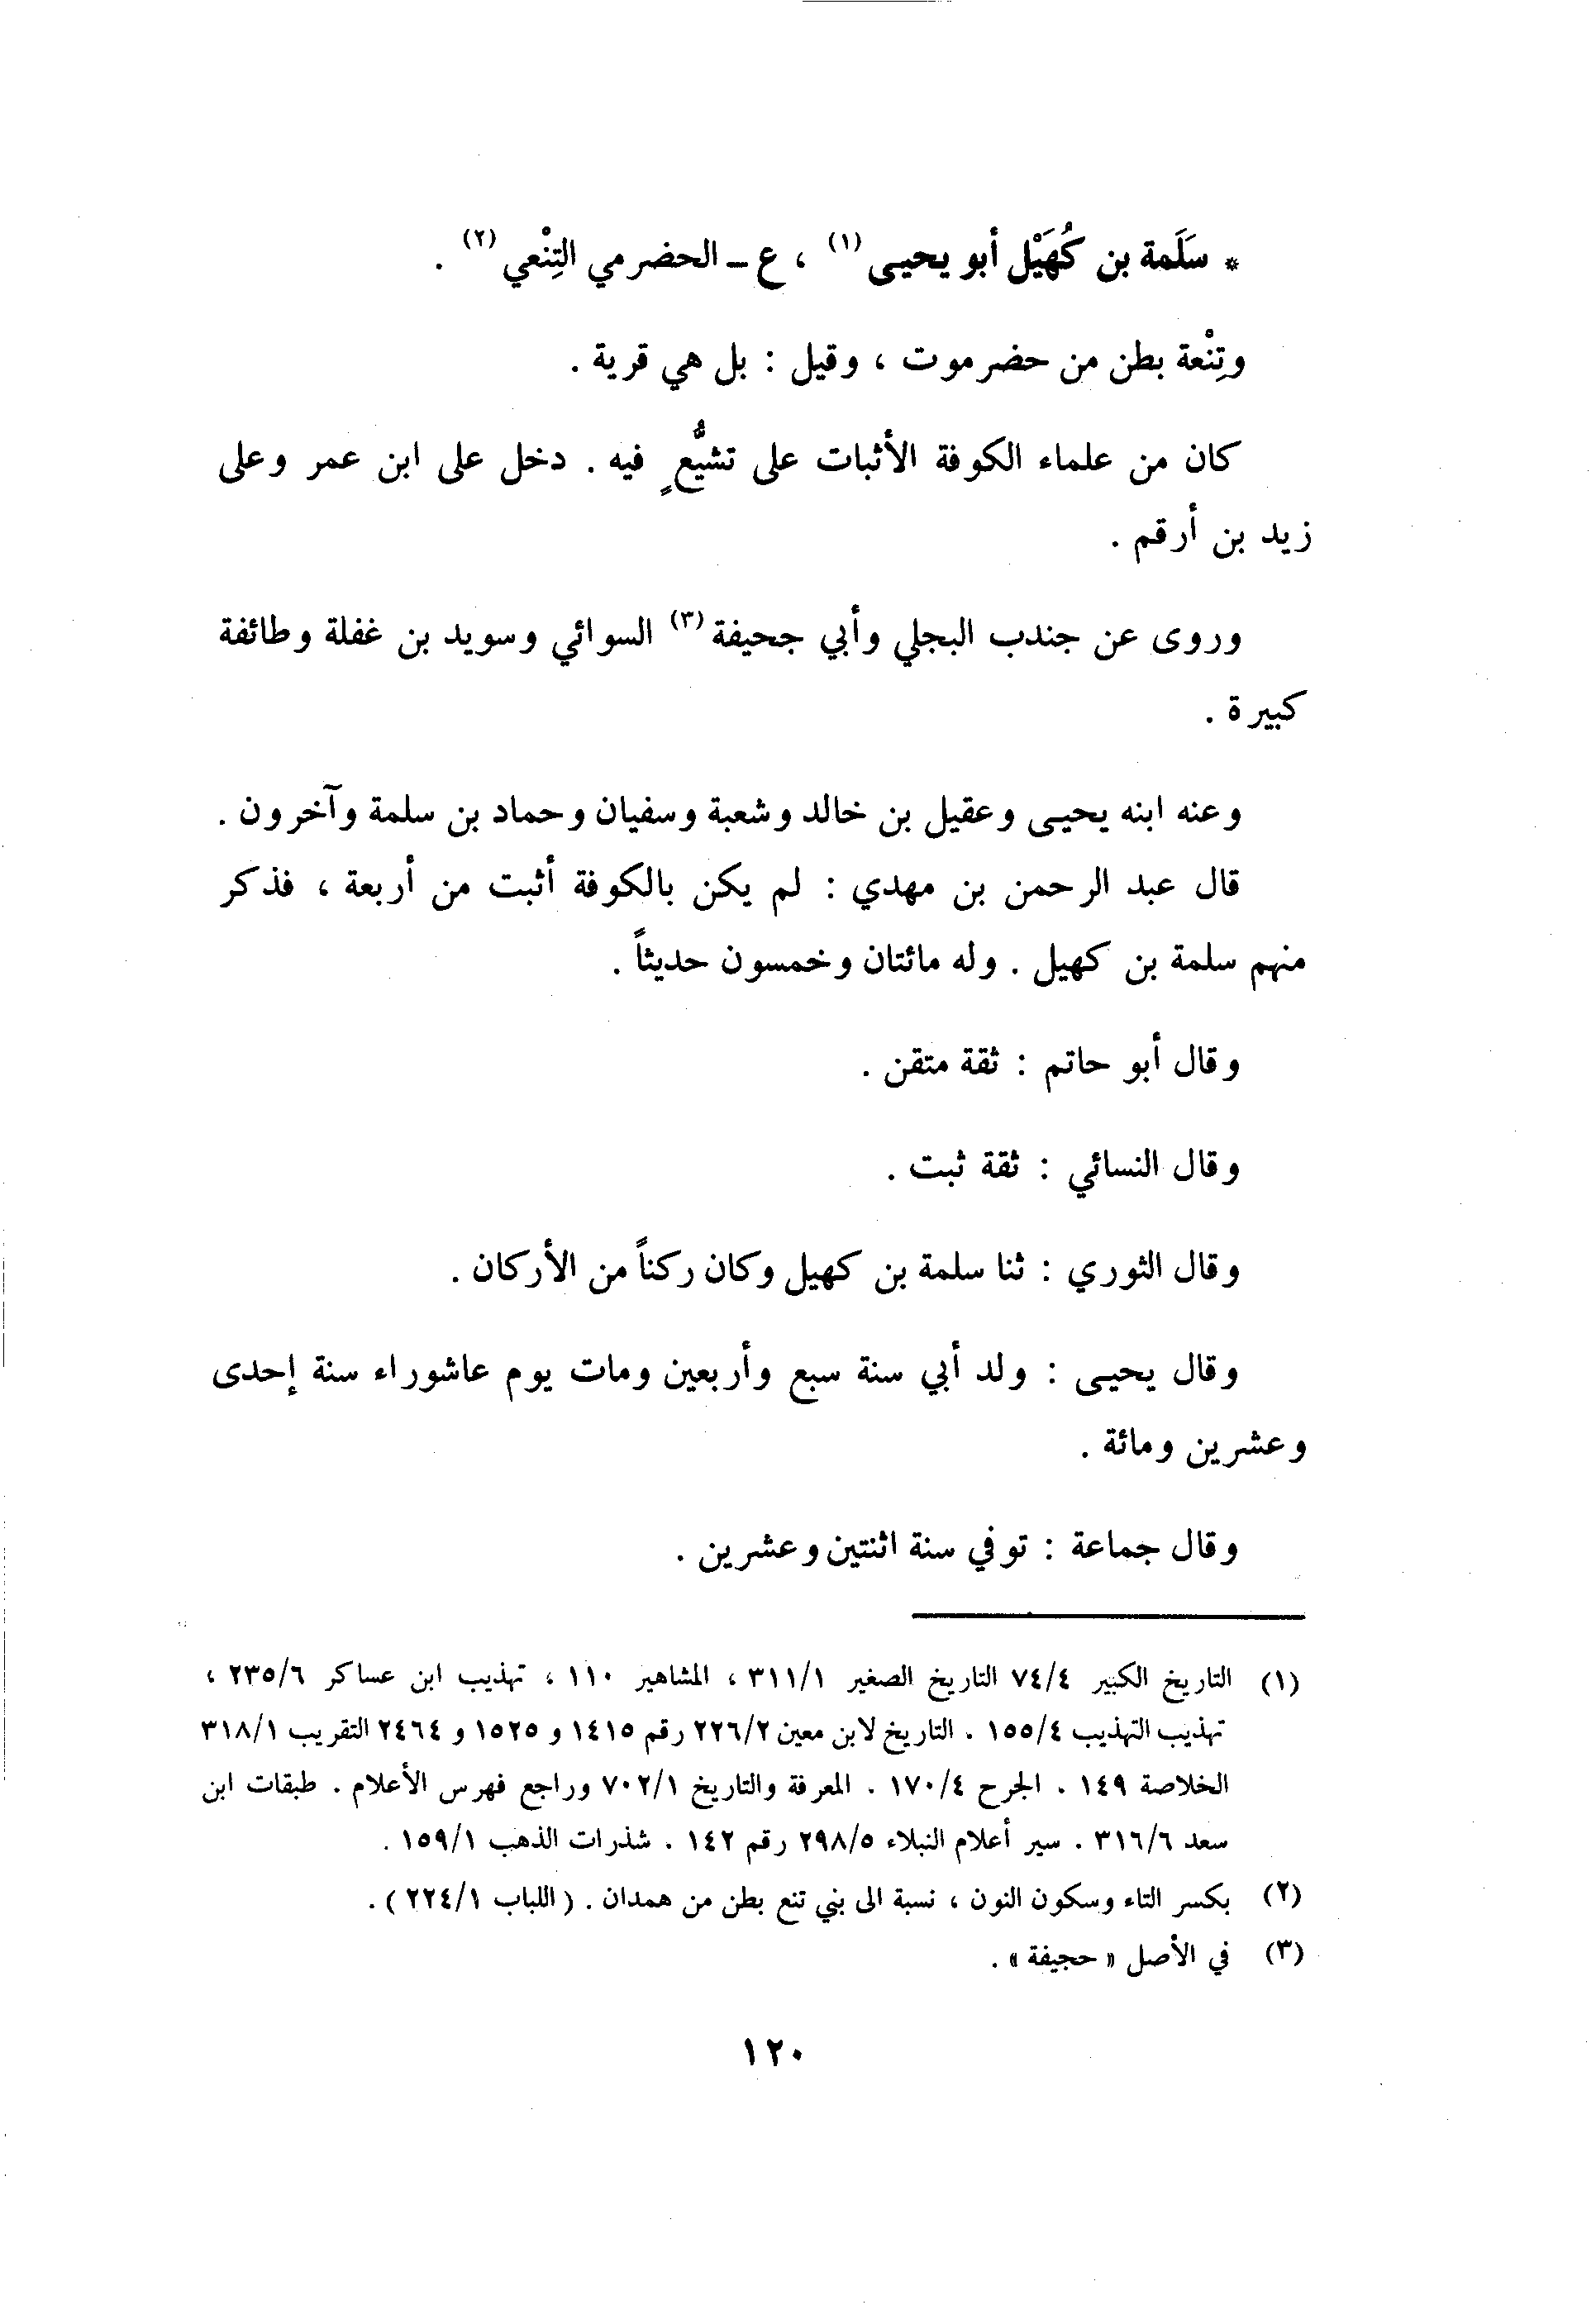 * سَلَمة بن كُهَيْل أبو يحيـى (١) ، ع ـ الحضرمي التِنْعي (٢) .
وتِنْعة بطن من حضرموت ، وقيل : بل هي قرية .
كان من علماء الكوفة الأثبات على تشيُّعٍ فيه . دخل على ابن عمر وعلى
زيد بن أرقم .
وروى عن جندب البجلي وأبي جحيفة (٣) السوائي وسويد بن غفلة وطائفة
كبيرة .
وعنه ابنه يحيـى وعقيل بن خالد وشعبة وسفيان وحماد بن سلمة وآخرون .
قال عبد الرحمن بن مهدي : لم يكن بالكوفة أثبت من أربعة ، فذكر
منهم سلمة بن كهيل . وله مائتان وخمسون حديثاً .
وقال أبو حاتم : ثقة متقن .
وقال النسائي : ثقة ثبت .
وقال الثوري : ثنا سلمة بن كهيل وكان ركناً من الأركان .
وقال يحيـى : ولد أبي سنة سبع وأربعين ومات يوم عاشوراء سنة إحدى
وعشرين ومائة .
وقال جماعة : توفي سنة اثنتين وعشرين .
(١) التاريخ الكبير ٧٤/٤ التاريخ الصغير ٣١١/١ ، المشاهير ١١٠ ، تهذيب ابن عساكر ٢٣٥/٦ ،
تهذيب التهذيب ١٥٥/٤ . التاريخ لابن معين ٢٢٦/٢ رقم ١٤١٥ و ١٥٢٥ و ٢٤٦٤ التقريب ٣١٨/١
الخلاصة ١٤٩ . الجرح ١٧٠/٤ . المعرفة والتاريخ ٧٠٢/١ وراجع فهرس الأعلام . طبقات ابن
سعد ٣١٦/٦ . سير أعلام النبلاء ٢٩٨/٥ رقم ١٤٢ . شذرات الذهب ١٥٩/١ .
(٢) بكسر التاء وسكون النون ، نسبة الى بني تنع بطن من همدان . ( اللباب ٢٢٤/١ ) .
(٣) في الأصل « حجيفة » .
١٢٠